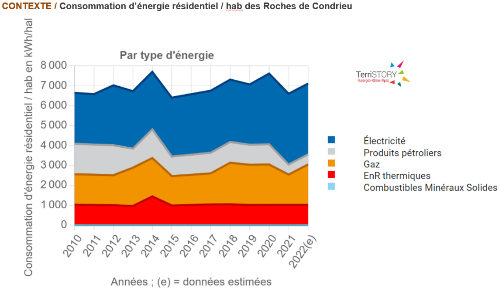 CONTEXTE / Consommation d'énergie résidentiel / hab des Roches de Condrieu
Par type d'énergie
TerriSTORY
Consommation d'énergie résidentiel / hab en kWh/hal
8 000
7 000
6 000
5 000
4 000
3 000
2 000
1 000
0
2010
2011
2012
2013
2014
2015
2016
2017
2018
2019
2020
2021
2022(e)
Années ; (e) = données estimées
Électricité
Produits pétroliers
Gaz
EnR thermiques
Combustibles Minéraux Solides